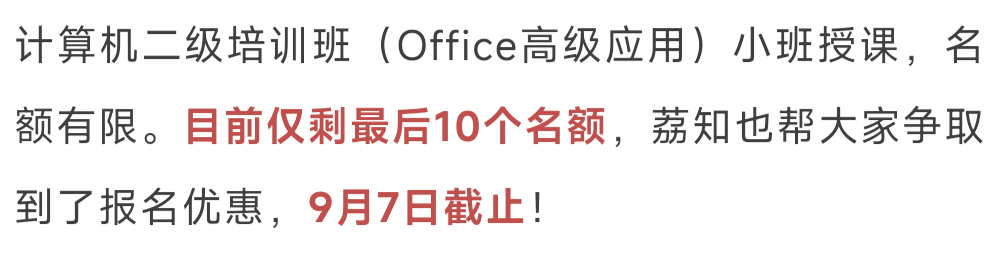 计算机二级培训班（Office高级应用）小班授课，名
额有限。目前仅剩最后10个名额，荔知也帮大家争取
到了报名优惠，9月7日截止！